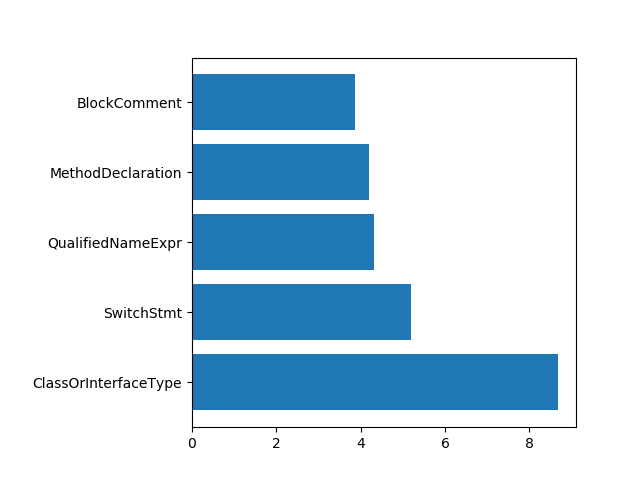 BlockComment
MethodDeclaration
QualifiedNameExpr
SwitchStmt
ClassOrInterfaceType
0 2 4 6 8